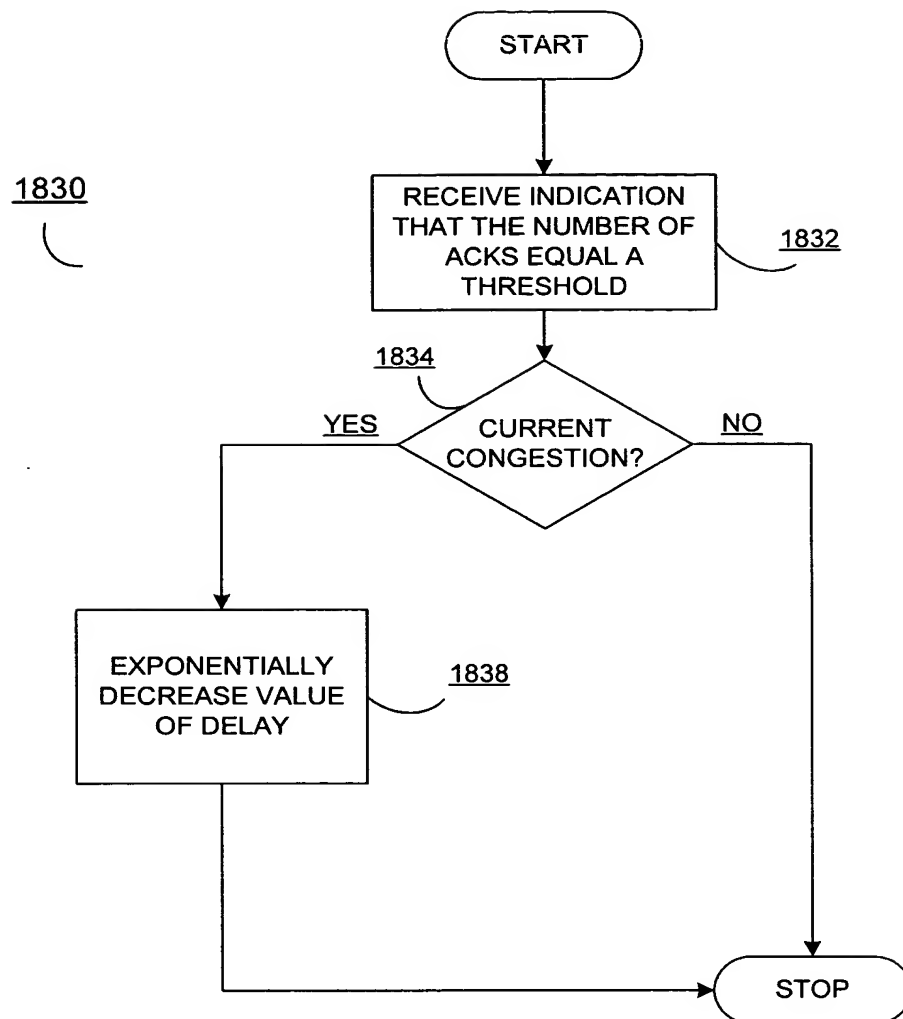 START
1830
RECEIVE INDICATION
THAT THE NUMBER OF
ACKS EQUAL A
THRESHOLD
1832
1834
YES
CURRENT
CONGESTION?
NO
EXPONENTIALLY
DECREASE VALUE
OF DELAY
1838
STOP